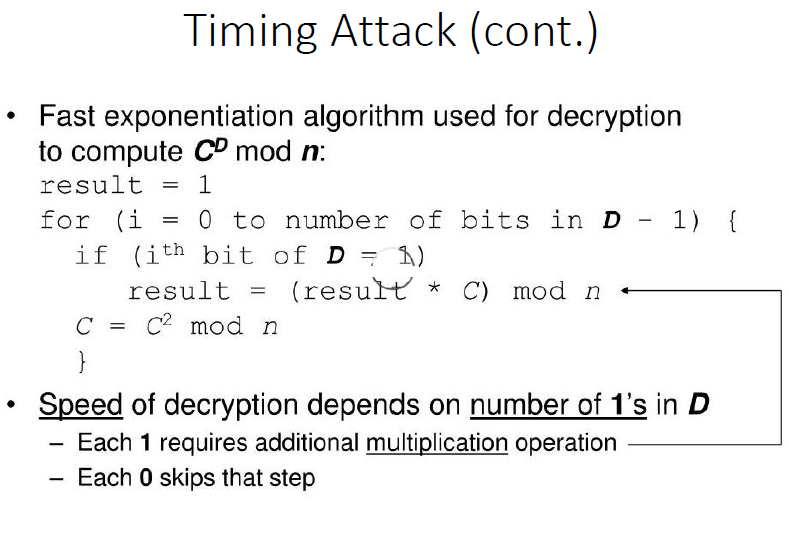 Timing Attack (cont.)
• Fast exponentiation algorithm used for decryption
to compute Cᴰ mod n:
result = 1
for (i = 0 to number of bits in D - 1) {
if (iᵗʰ bit of D = 1)
result = (result * C) mod n
C = C² mod n
}
• Speed of decryption depends on number of 1's in D
– Each 1 requires additional multiplication operation
– Each 0 skips that step